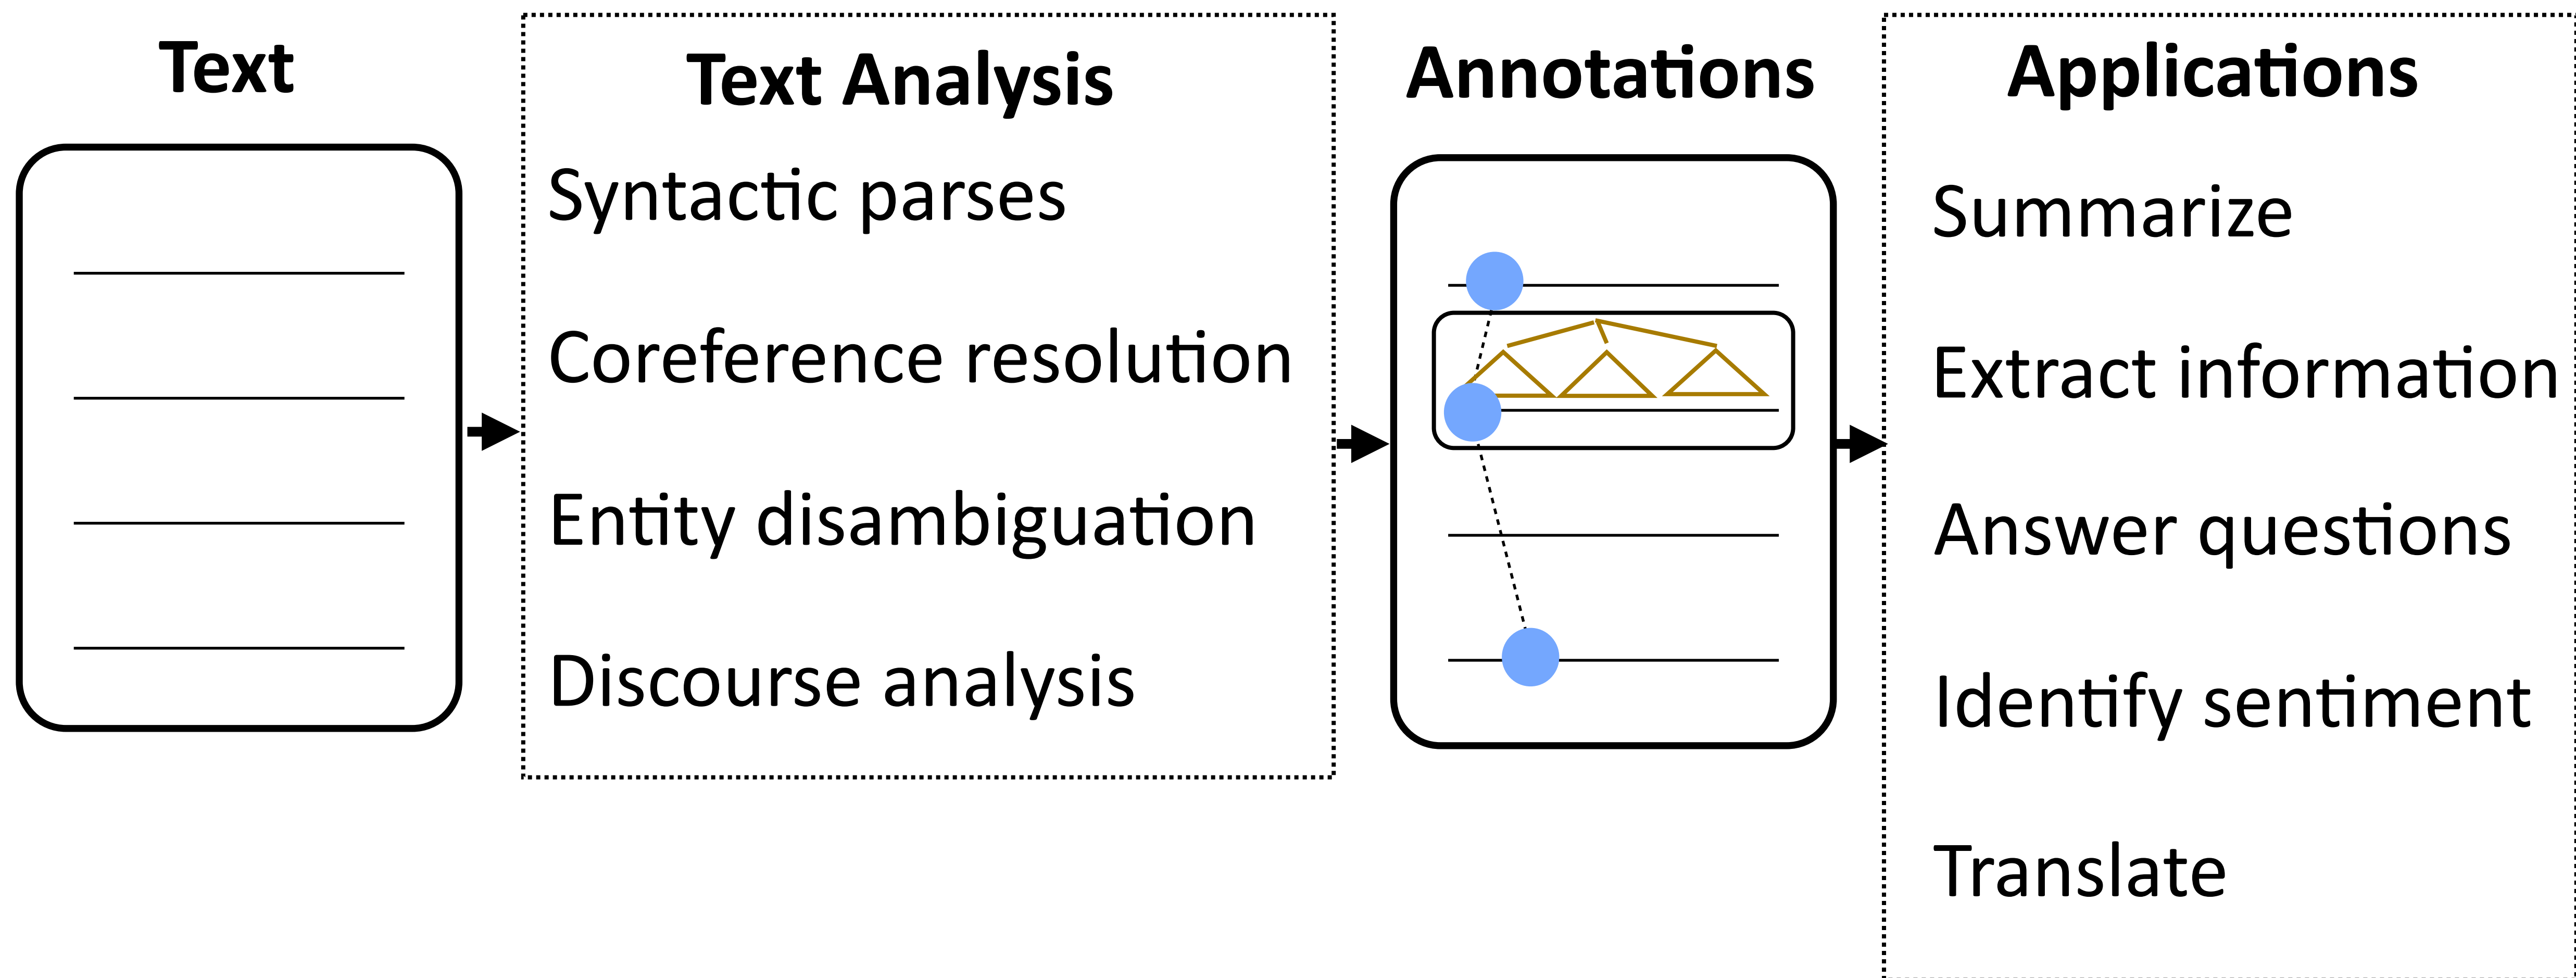 Text
Text Analysis
Syntactic parses
Coreference resolution
Entity disambiguation
Discourse analysis
Annotations
Applications
Summarize
Extract information
Answer questions
Identify sentiment
Translate